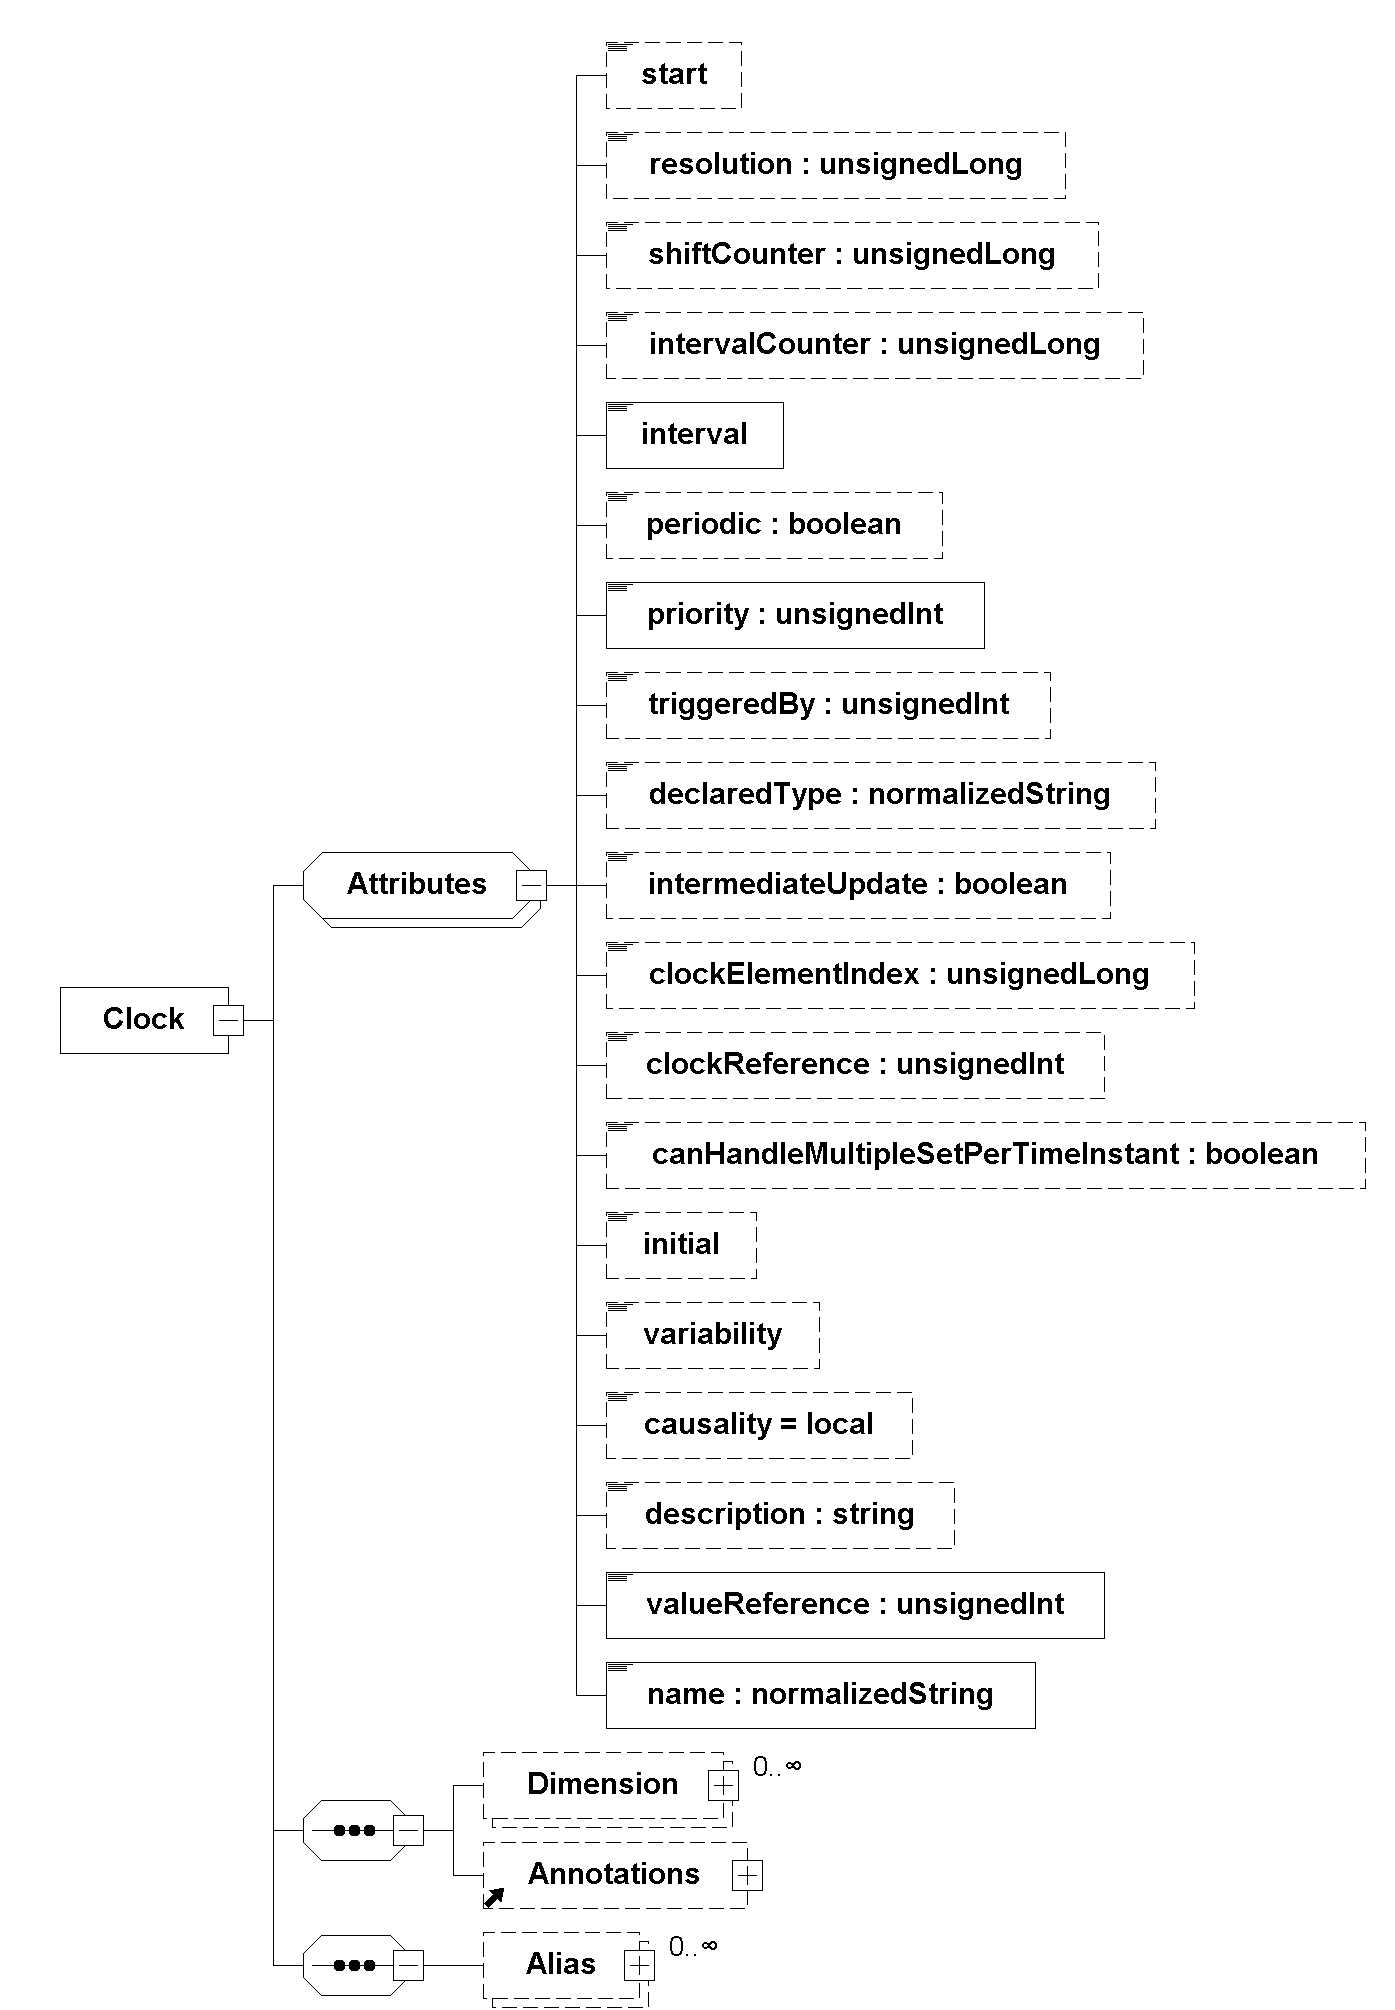 start
resolution : unsignedLong
shiftCounter : unsignedLong
intervalCounter : unsignedLong
interval
periodic : boolean
priority : unsignedInt
triggeredBy : unsignedInt
declaredType : normalizedString
Attributes
intermediateUpdate : boolean
clockElementIndex : unsignedLong
Clock
clockReference : unsignedInt
canHandleMultipleSetPerTimeInstant : boolean
initial
variability
causality = local
description : string
valueReference : unsignedInt
name : normalizedString
Dimension
0..∞
Annotations
Alias
0..∞